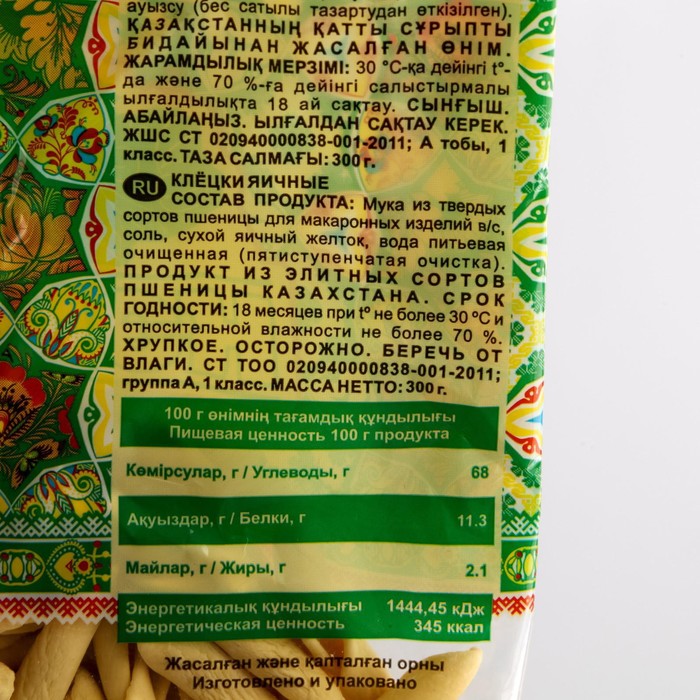 ауызсу (бес сатылы тазартудан өткізілген).
ҚАЗАҚСТАННЫҢ ҚАТТЫ СҰРЫПТЫ
БИДАЙЫНАН ЖАСАЛҒАН ӨНІМ.
ЖАРАМДЫЛЫҚ МЕРЗІМІ: 30 °С-қа дейінгі t°-
да және 70 %-ға дейінгі салыстырмалы
ылғалдылықта 18 ай сақтау. СЫНҒЫШ.
АБАЙЛАҢЫЗ. ЫЛҒАЛДАН САҚТАУ КЕРЕК.
ЖШС СТ 020940000838-001-2011; А тобы, 1
класс. ТАЗА САЛМАҒЫ: 300 г.
RU КЛЁЦКИ ЯИЧНЫЕ
СОСТАВ ПРОДУКТА: Мука из твердых
сортов пшеницы для макаронных изделий в/с,
соль, сухой яичный желток, вода питьевая
очищенная (пятиступенчатая очистка).
ПРОДУКТ ИЗ ЭЛИТНЫХ СОРТОВ
ПШЕНИЦЫ КАЗАХСТАНА. СРОК
ГОДНОСТИ: 18 месяцев при t° не более 30 °С и
относительной влажности не более 70 %.
ХРУПКОЕ. ОСТОРОЖНО. БЕРЕЧЬ ОТ
ВЛАГИ. СТ ТОО 020940000838-001-2011;
группа А, 1 класс. МАССА НЕТТО: 300 г.
100 г өнімнің тағамдық құндылығы
Пищевая ценность 100 г продукта
Көмірсулар, г / Углеводы, г 68
Ақуыздар, г / Белки, г 11.3
Майлар, г / Жиры, г 2.1
Энергетикалық құндылығы 1444,45 кДж
Энергетическая ценность 345 ккал
Жасалған және қапталған орны
Изготовлено и упаковано